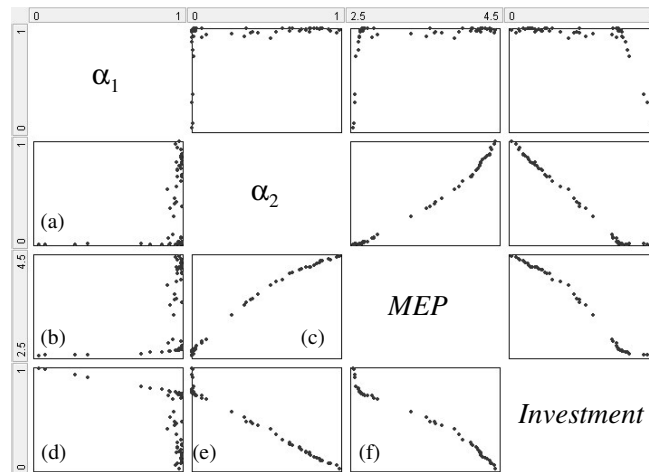 0 1 0 1 2.5 4.5 0
1
α1
0
1
(a)
α2
0
4.5
(b)
(c)
MEP
2.5
1
(d)
(e)
(f)
Investment
0